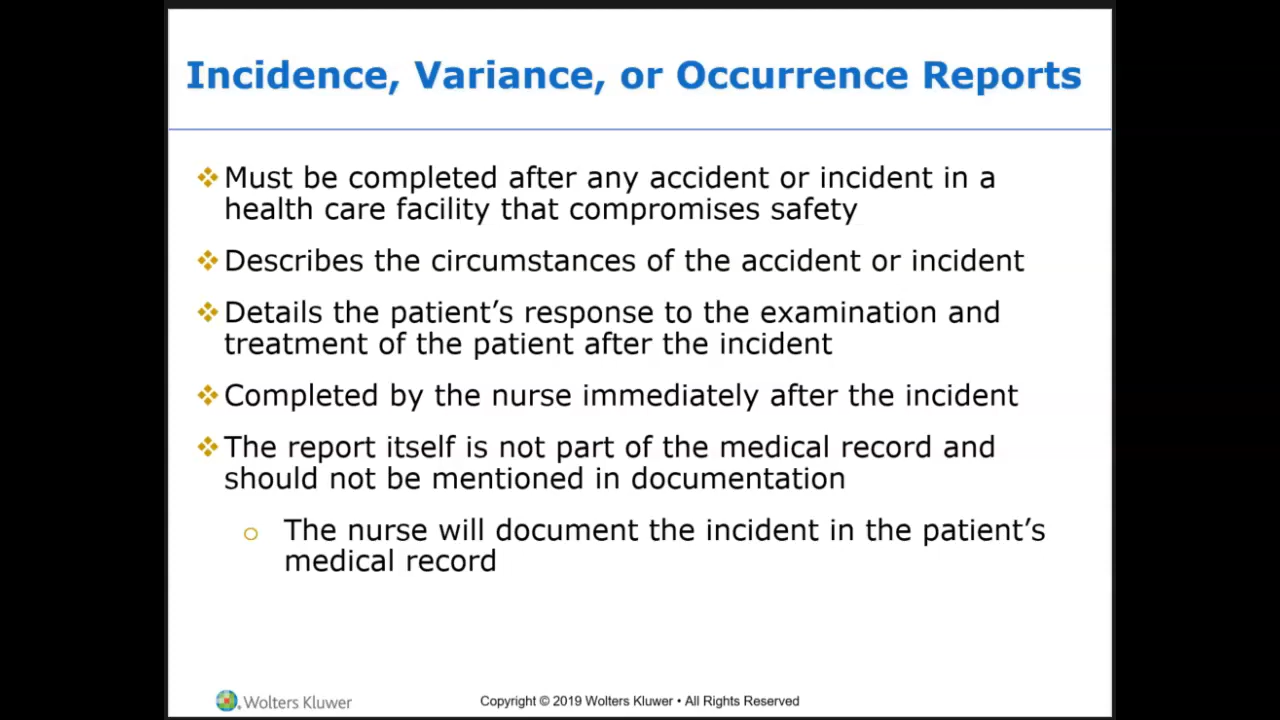 Incidence, Variance, or Occurrence Reports
Must be completed after any accident or incident in a
health care facility that compromises safety
Describes the circumstances of the accident or incident
Details the patient’s response to the examination and
treatment of the patient after the incident
Completed by the nurse immediately after the incident
The report itself is not part of the medical record and
should not be mentioned in documentation
The nurse will document the incident in the patient’s
medical record
Wolters Kluwer
Copyright © 2019 Wolters Kluwer • All Rights Reserved